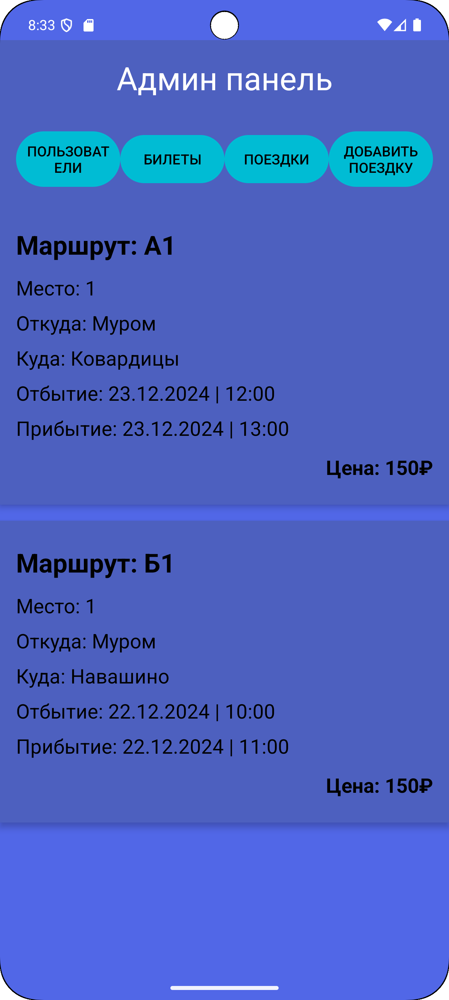 8:33
Админ панель
ПОЛЬЗОВАТ
ЕЛИ
БИЛЕТЫ
ПОЕЗДКИ
ДОБАВИТЬ
ПОЕЗДКУ
Маршрут: А1
Место: 1
Откуда: Муром
Куда: Ковардицы
Отбытие: 23.12.2024 | 12:00
Прибытие: 23.12.2024 | 13:00
Цена: 150₽
Маршрут: Б1
Место: 1
Откуда: Муром
Куда: Навашино
Отбытие: 22.12.2024 | 10:00
Прибытие: 22.12.2024 | 11:00
Цена: 150₽